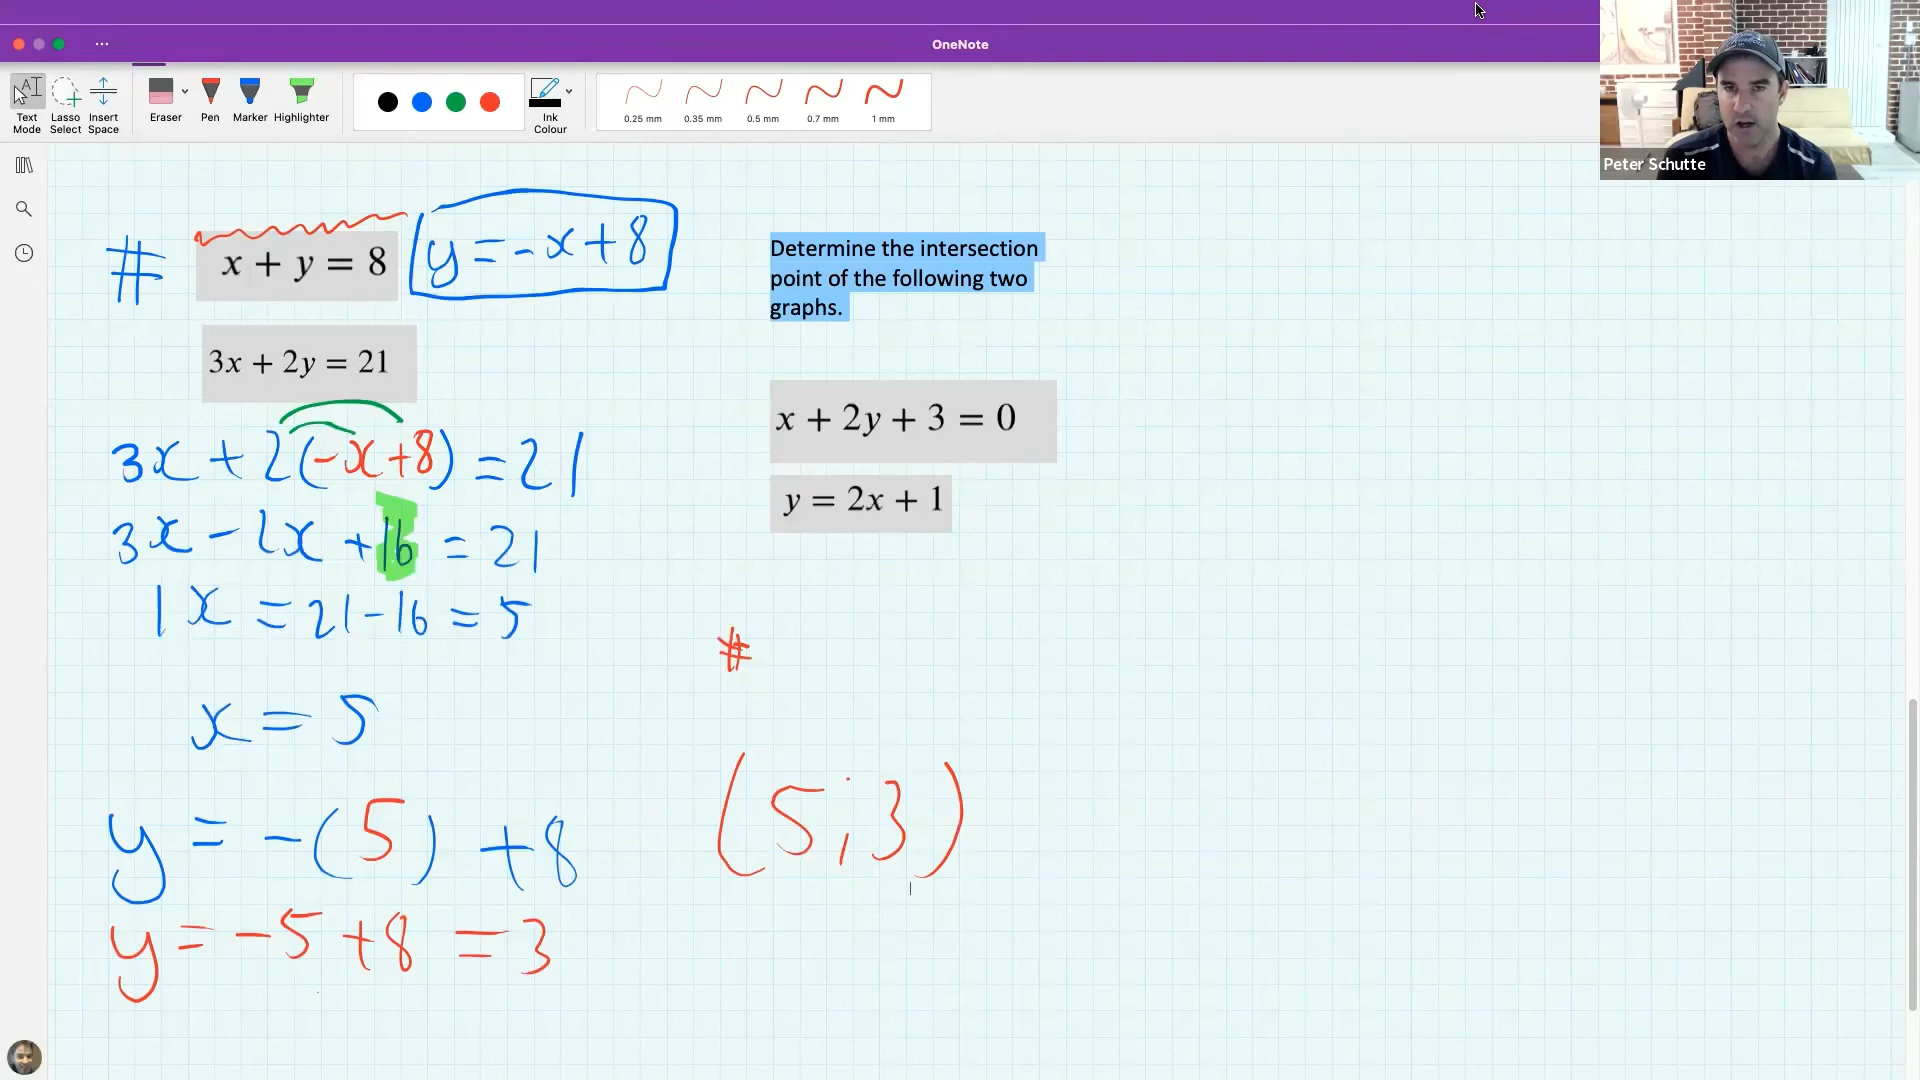 OneNote
Text Mode
Lasso Select
Insert Space
Eraser
Pen
Marker
Highlighter
Ink Colour
0.25 mm
0.35 mm
0.5 mm
0.7 mm
1 mm
Peter Schutte
# x + y = 8 y = -x + 8
3x + 2y = 21
3x + 2(-x+8) = 21
3x - 2x + 16 = 21
1x = 21 - 16 = 5
x = 5
y = -(5) + 8
y = -5 + 8 = 3
Determine the intersection
point of the following two
graphs.
x + 2y + 3 = 0
y = 2x + 1
#
(5;3)